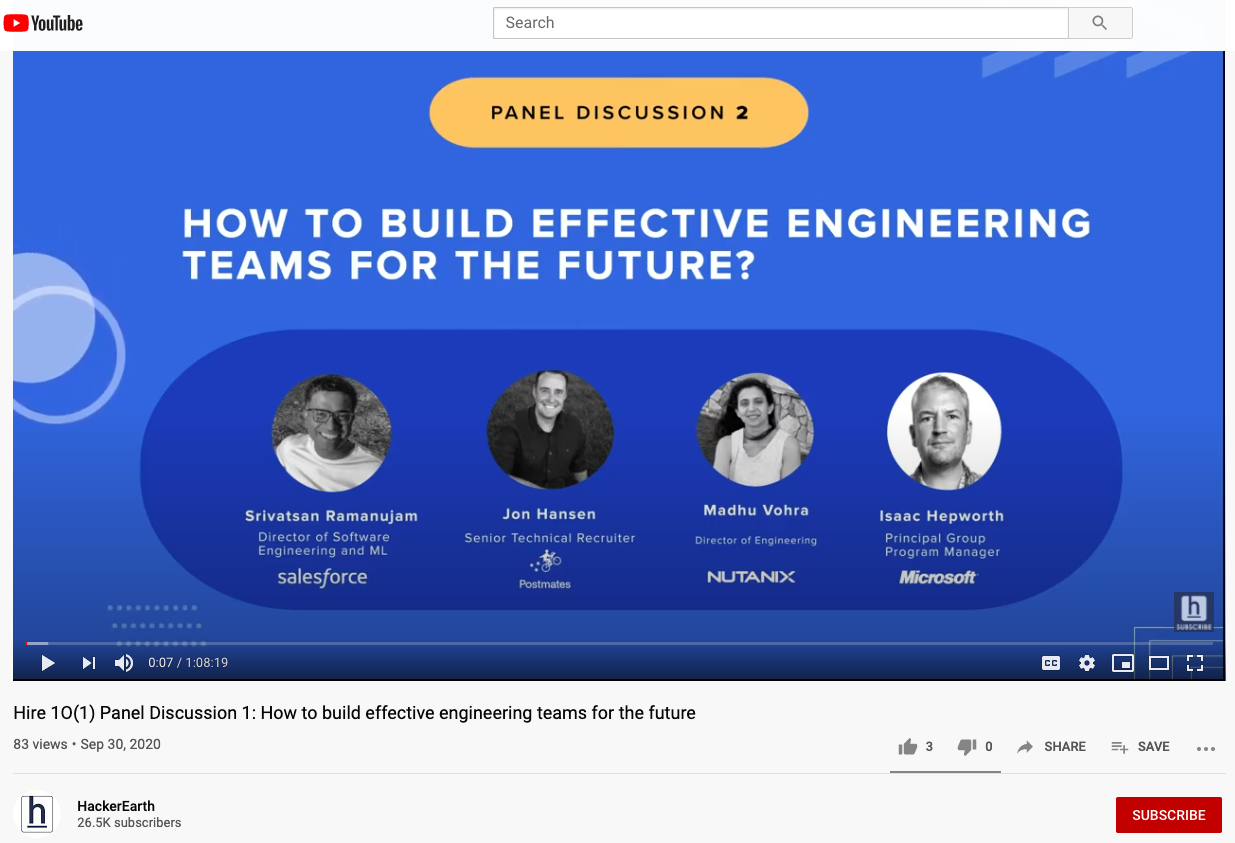 YouTube
Search
PANEL DISCUSSION 2
HOW TO BUILD EFFECTIVE ENGINEERING
TEAMS FOR THE FUTURE?
Srivatsan Ramanujam
Director of Software
Engineering and ML
salesforce
Jon Hansen
Senior Technical Recruiter
Postmates
Madhu Vohra
Director of Engineering
NUTANIX
Isaac Hepworth
Principal Group
Program Manager
Microsoft
h
SUBSCRIBE
0:07 / 1:08:19
CC
Hire 1O(1) Panel Discussion 1: How to build effective engineering teams for the future
83 views • Sep 30, 2020
3
0
SHARE
SAVE
h
HackerEarth
26.5K subscribers
SUBSCRIBE